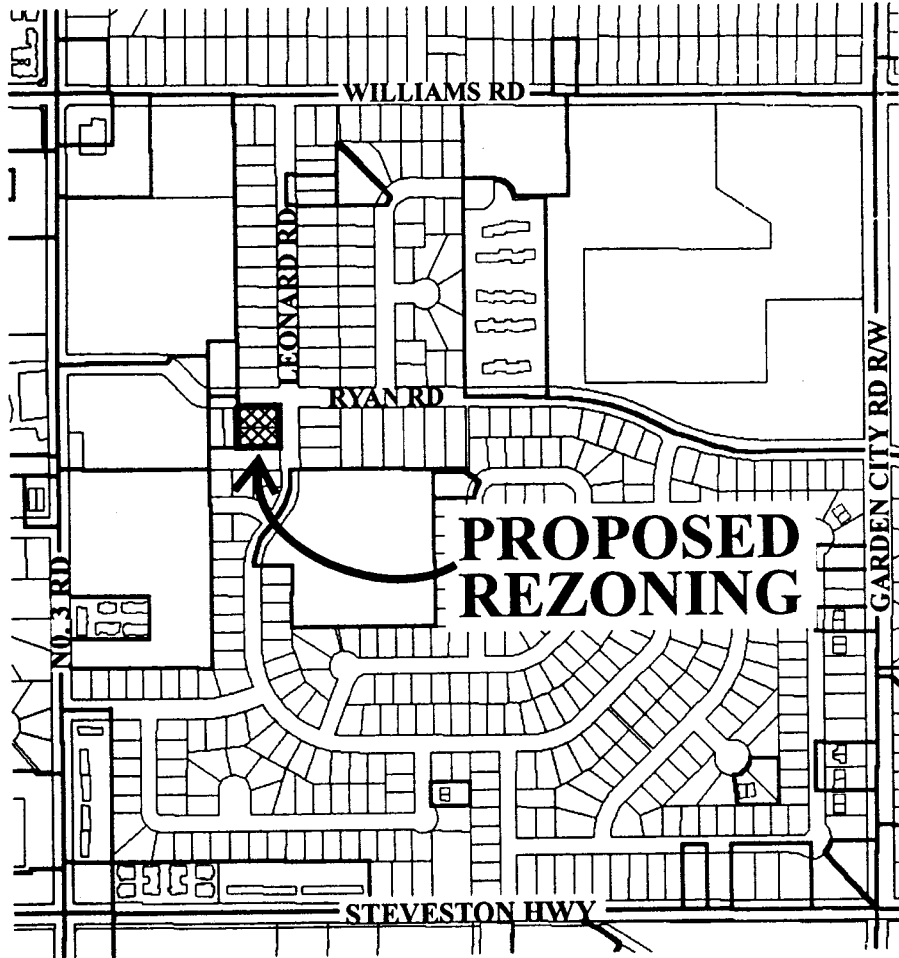 WILLIAMS RD
LEONARD RD
RYAN RD
GARDEN CITY RD R/W
PROPOSED
REZONING
NO. 3 RD
STEVESTON HWY